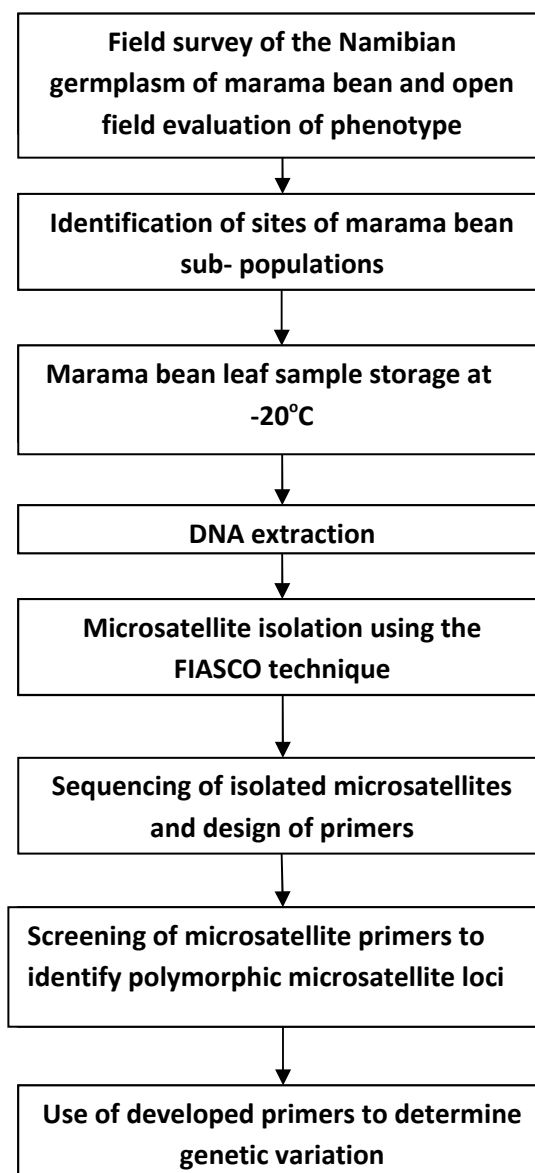 Field survey of the Namibian
germplasm of marama bean and open
field evaluation of phenotype
Identification of sites of marama bean
sub- populations
Marama bean leaf sample storage at
-20°C
DNA extraction
Microsatellite isolation using the
FIASCO technique
Sequencing of isolated microsatellites
and design of primers
Screening of microsatellite primers to
identify polymorphic microsatellite loci
Use of developed primers to determine
genetic variation